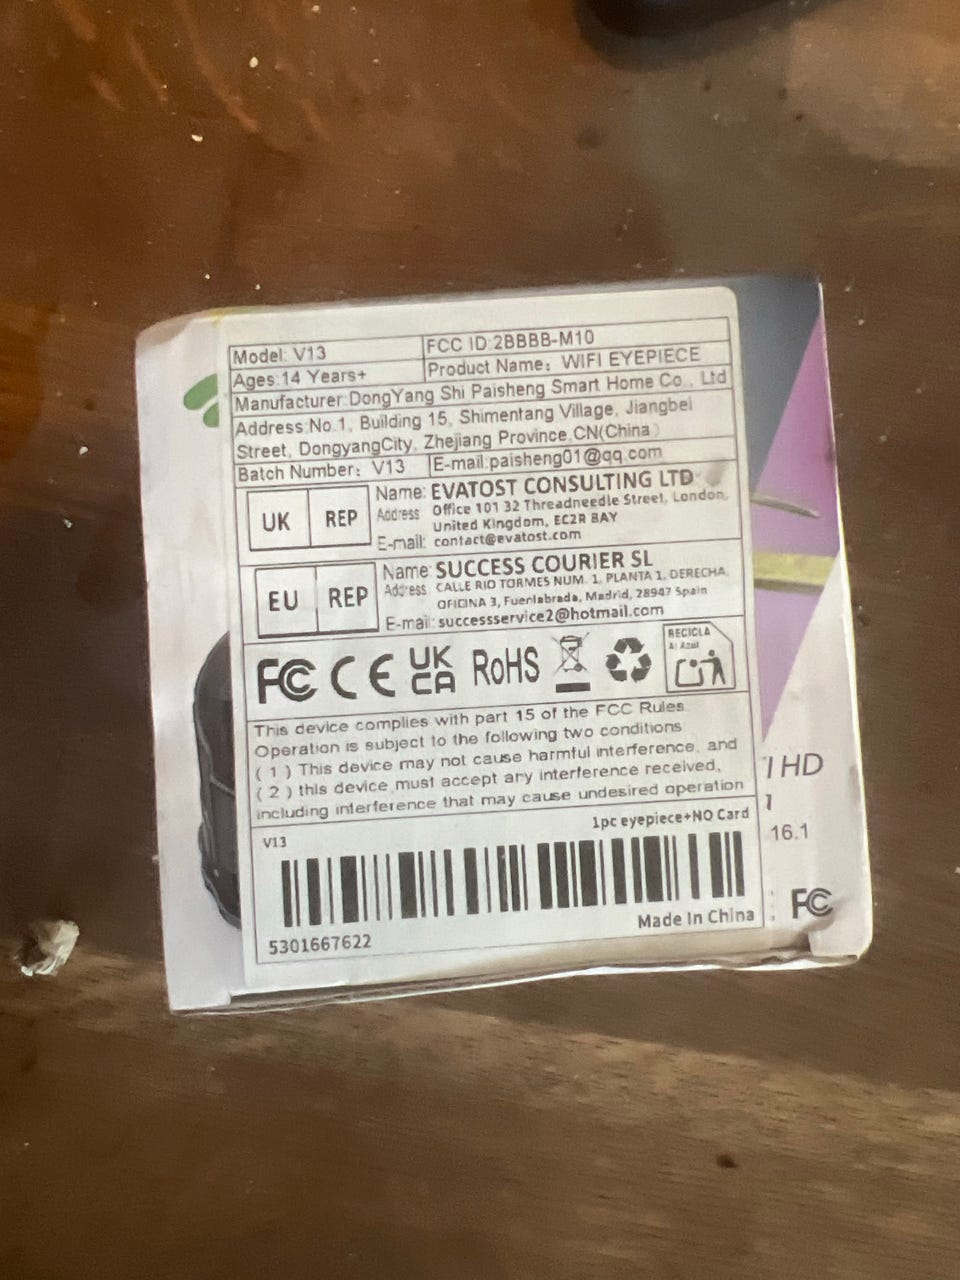 Model: V13
FCC ID:2BBBB-M10
Ages:14 Years+
Product Name: WIFI EYEPIECE
Manufacturer:DongYang Shi Paisheng Smart Home Co., Ltd
Address:No.1, Building 15, Shimentang Village, Jiangbei
Street, DongyangCity, Zhejiang Province,CN(China)
Batch Number: V13
E-mail:paisheng01@qq.com
UK REP
Name: EVATOST CONSULTING LTD
Address Office 101 32 Threadneedle Street, London,
United Kingdom, EC2R 8AY
E-mail: contact@evatost.com
EU REP
Name: SUCCESS COURIER SL
Address CALLE RIO TORMES NUM. 1, PLANTA 1, DERECHA,
OFICINA 3, Fuenlabrada, Madrid, 28947 Spain
E-mail: successservice2@hotmail.com
FC CE UK
CA RoHS
RECICLA
Al Azul
This device complies with part 15 of the FCC Rules
Operation is subject to the following two conditions
( 1 ) This device may not cause harmful interference, and
( 2 ) this device must accept any interference received,
including interference that may cause undesired operation
1pc eyepiece+NO Card
V13
Made In China
5301667622
HD
16.1
FC